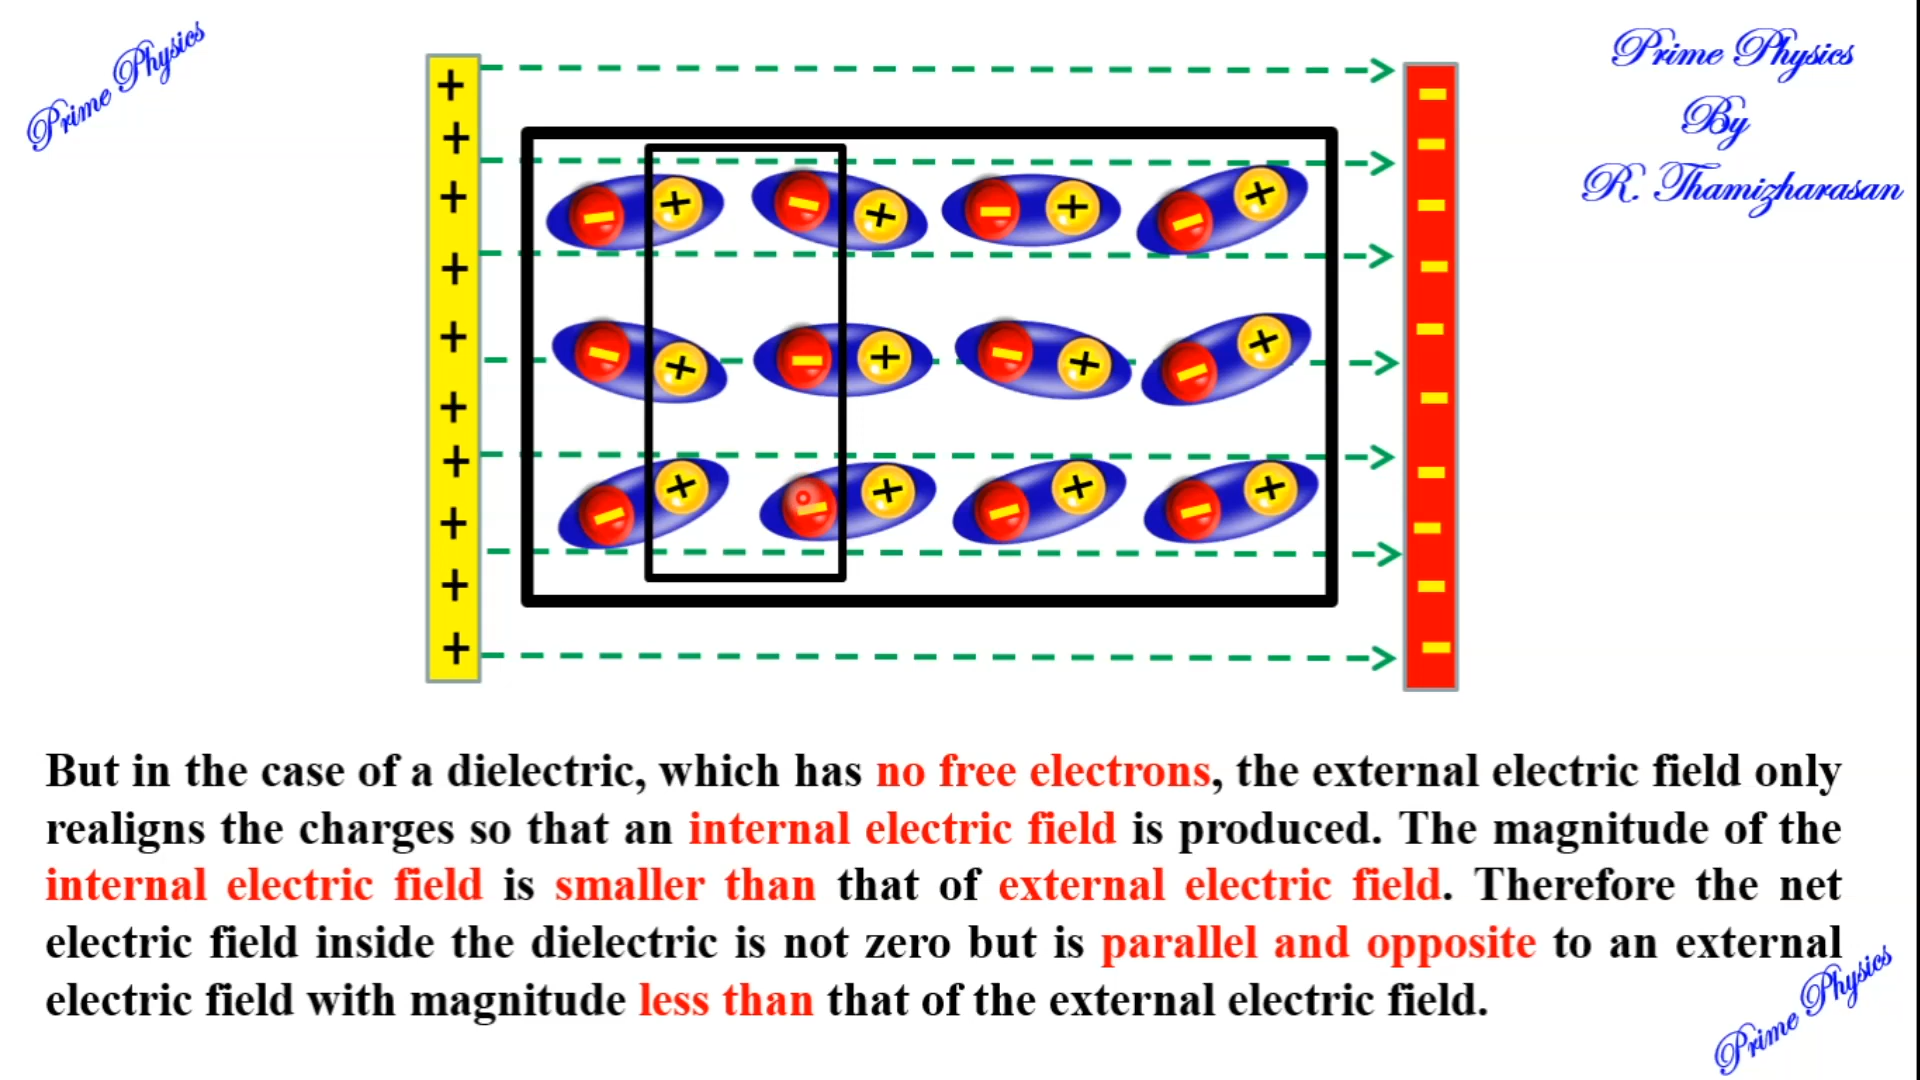 Prime Physics
Prime Physics
By
R. Thamizharasan
But in the case of a dielectric, which has no free electrons, the external electric field only
realigns the charges so that an internal electric field is produced. The magnitude of the
internal electric field is smaller than that of external electric field. Therefore the net
electric field inside the dielectric is not zero but is parallel and opposite to an external
electric field with magnitude less than that of the external electric field.
Prime Physics